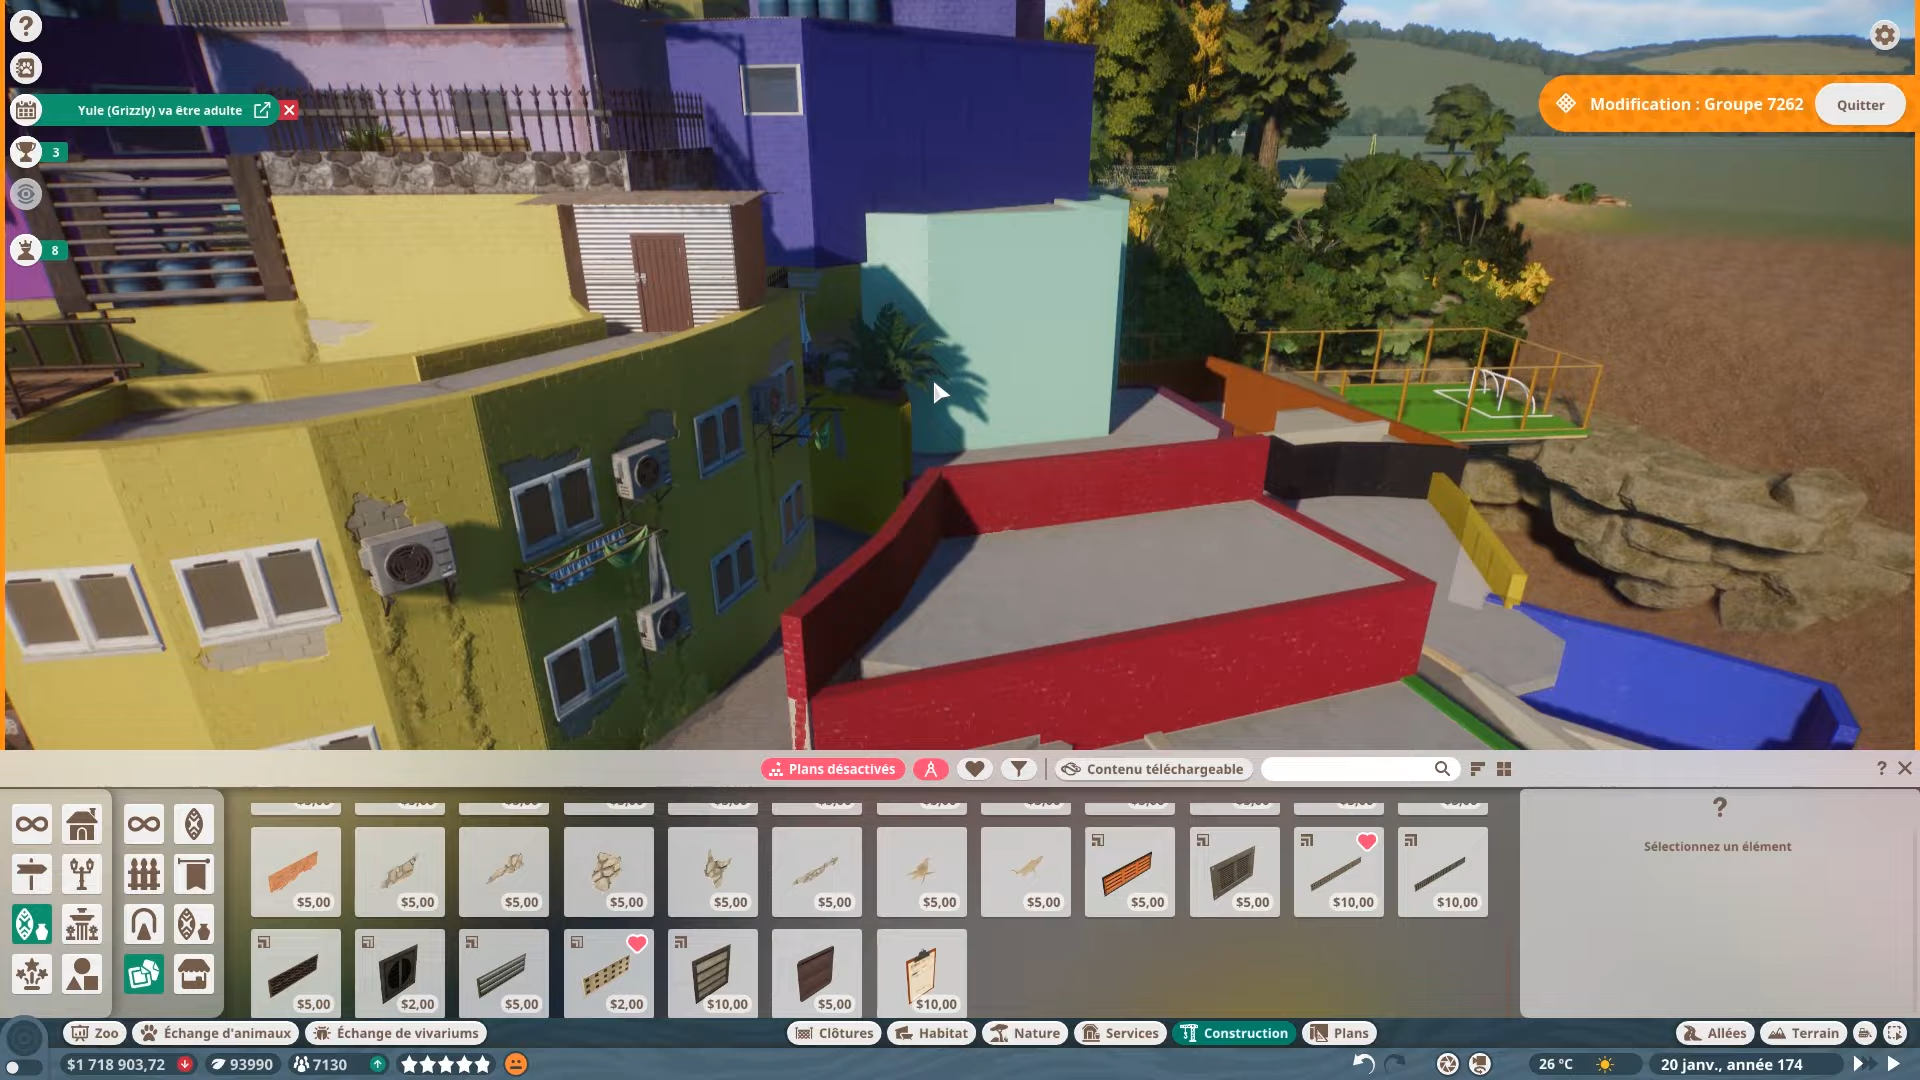 Yule (Grizzly) va être adulte
3
8
Modification : Groupe 7262
Quitter
Plans désactivés
Contenu téléchargeable
?
Sélectionnez un élément
$5,00 $5,00 $5,00 $5,00 $5,00 $5,00 $5,00 $5,00 $5,00 $5,00 $10,00 $10,00
$5,00 $2,00 $5,00 $2,00 $10,00 $5,00 $10,00
Zoo
Échange d'animaux
Échange de vivariums
Clôtures
Habitat
Nature
Services
Construction
Plans
Allées
Terrain
$1 718 903,72
93990
7130
26 °C
20 janv., année 174